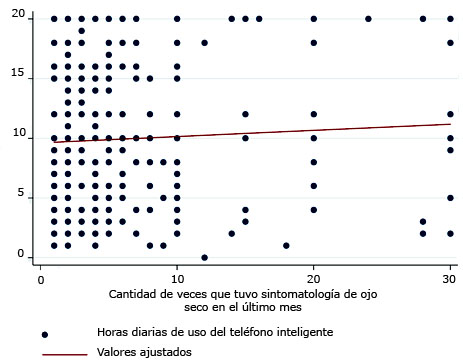 20
15
10
5
0
0
10
20
30
Cantidad de veces que tuvo sintomatología de ojo
seco en el último mes
Horas diarias de uso del teléfono inteligente
Valores ajustados